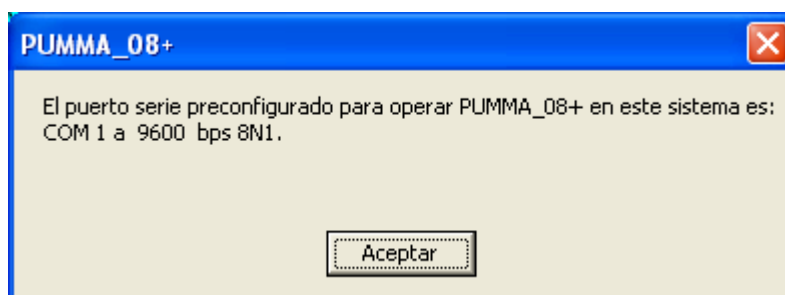 PUMMA_08+
El puerto serie preconfigurado para operar PUMMA_08+ en este sistema es:
COM 1 a  9600  bps 8N1.
Aceptar